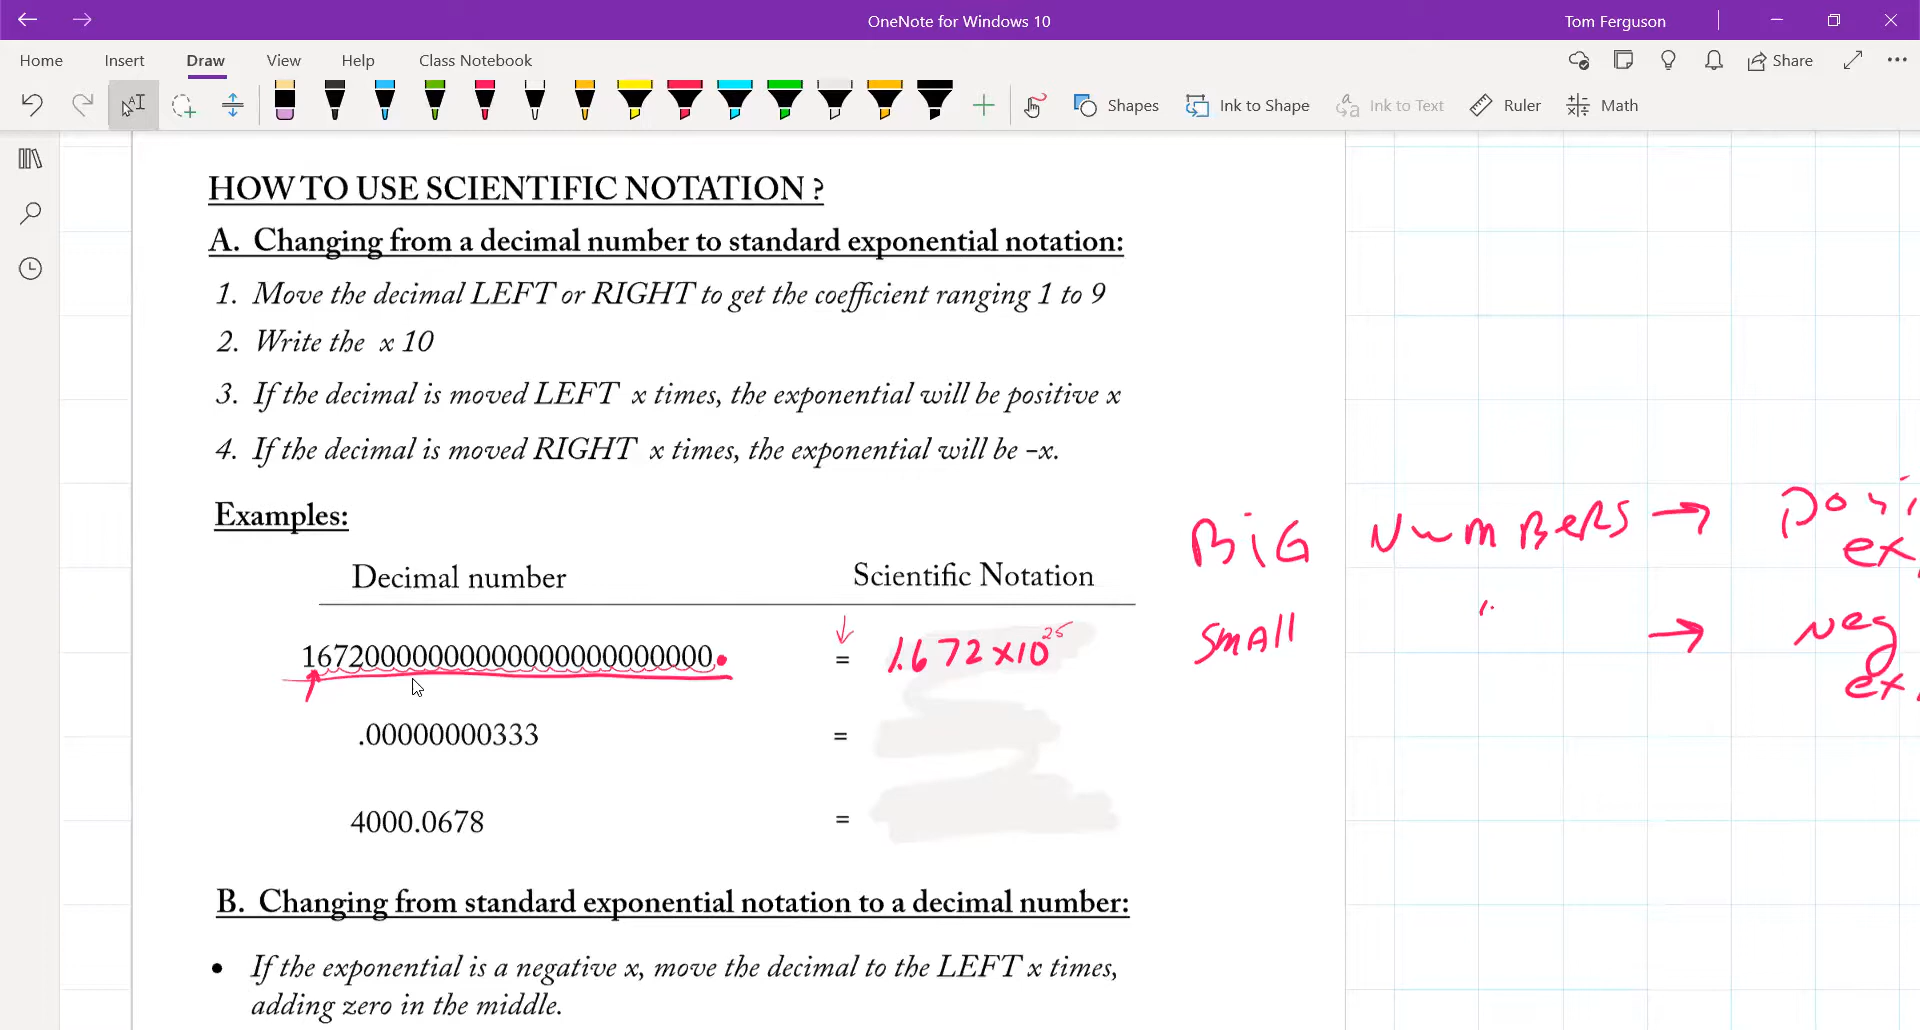 OneNote for Windows 10
Tom Ferguson
Home Insert Draw View Help Class Notebook
Share
Shapes Ink to Shape Ink to Text Ruler Math
HOW TO USE SCIENTIFIC NOTATION ?
A. Changing from a decimal number to standard exponential notation:
1. Move the decimal LEFT or RIGHT to get the coefficient ranging 1 to 9
2. Write the x 10
3. If the decimal is moved LEFT x times, the exponential will be positive x
4. If the decimal is moved RIGHT x times, the exponential will be -x.
Examples:
BiG NumBeRS → posi
ex
Decimal number Scientific Notation
SmAll " → Neg
ex
16720000000000000000000000. = 1.672 x10²⁵
.00000000333 =
4000.0678 =
B. Changing from standard exponential notation to a decimal number:
• If the exponential is a negative x, move the decimal to the LEFT x times,
adding zero in the middle.